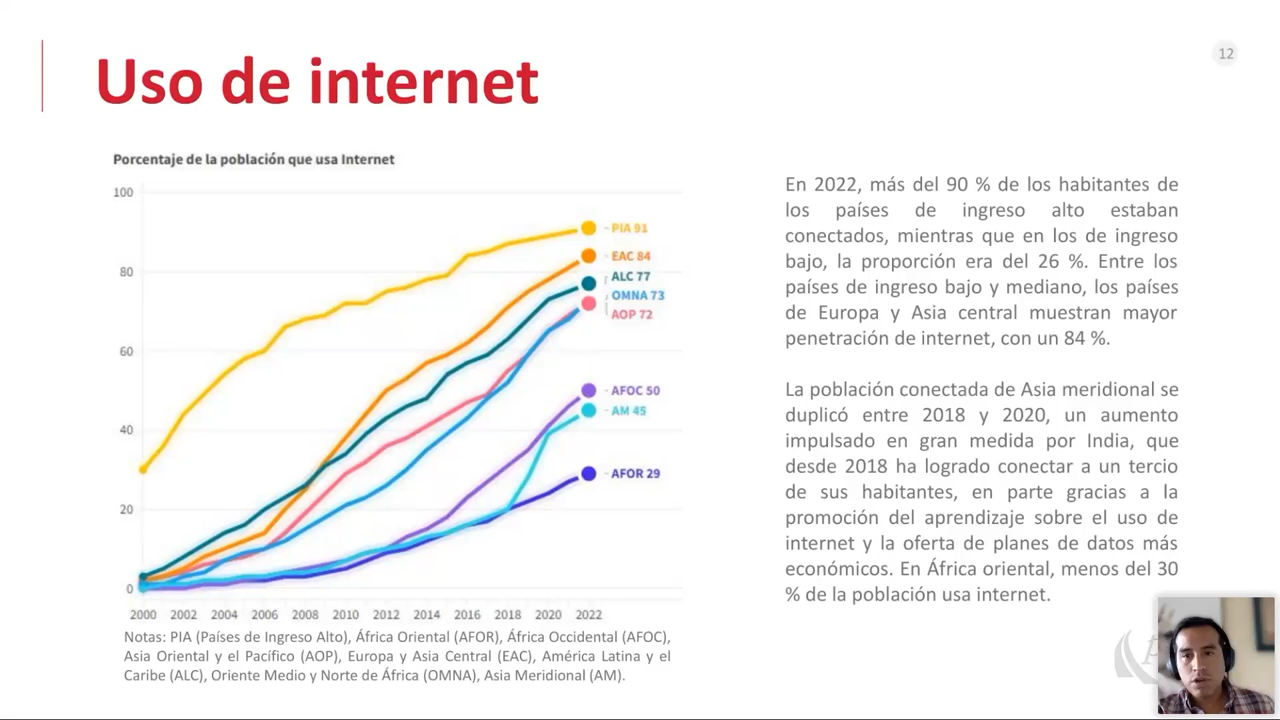 Uso de internet
12
Porcentaje de la población que usa Internet
100
80
60
40
20
0
2000 2002 2004 2006 2008 2010 2012 2014 2016 2018 2020 2022
PIA 91
EAC 84
ALC 77
OMNA 73
AOP 72
AFOC 50
AM 45
AFOR 29
Notas: PIA (Países de Ingreso Alto), África Oriental (AFOR), África Occidental (AFOC),
Asia Oriental y el Pacífico (AOP), Europa y Asia Central (EAC), América Latina y el
Caribe (ALC), Oriente Medio y Norte de África (OMNA), Asia Meridional (AM).
En 2022, más del 90 % de los habitantes de
los países de ingreso alto estaban
conectados, mientras que en los de ingreso
bajo, la proporción era del 26 %. Entre los
países de ingreso bajo y mediano, los países
de Europa y Asia central muestran mayor
penetración de internet, con un 84 %.
La población conectada de Asia meridional se
duplicó entre 2018 y 2020, un aumento
impulsado en gran medida por India, que
desde 2018 ha logrado conectar a un tercio
de sus habitantes, en parte gracias a la
promoción del aprendizaje sobre el uso de
internet y la oferta de planes de datos más
económicos. En África oriental, menos del 30
% de la población usa internet.